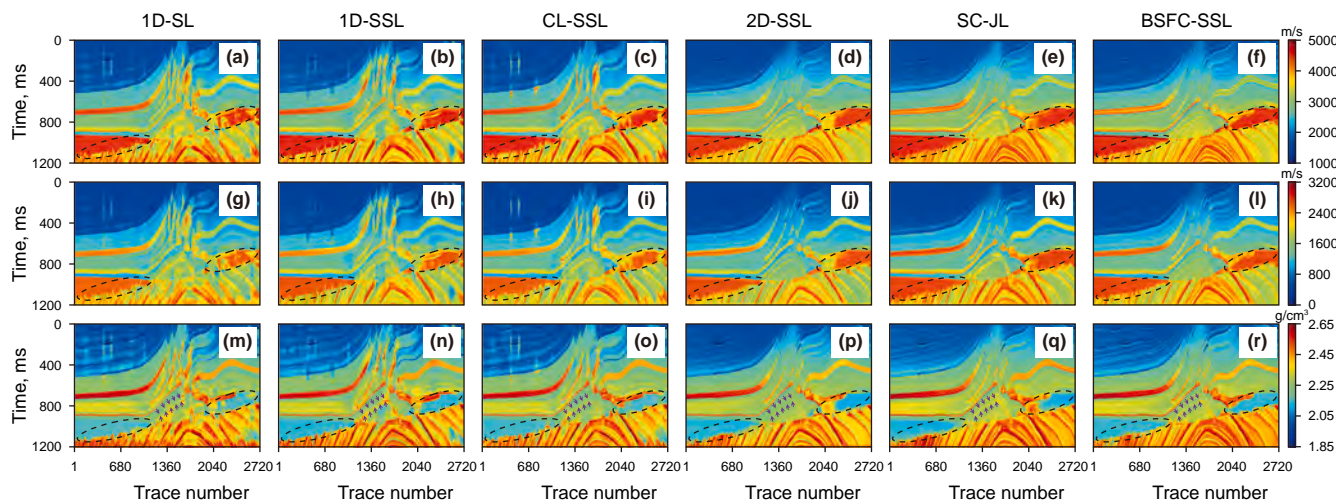 1D-SL 1D-SSL CL-SSL 2D-SSL SC-JL BSFC-SSL
m/s
0 (a) (b) (c) (d) (e) (f) 5000
400 4000
Time, ms
800 3000
2000
1200 1000
m/s
0 (g) (h) (i) (j) (k) (l) 3200
400 2400
Time, ms
1600
800 800
1200 0
g/cm³
0 (m) (n) (o) (p) (q) (r) 2.65
400 2.45
Time, ms
2.25
800 2.05
1200 1.85
1 680 1360 2040 2720 1 680 1360 2040 2720 1 680 1360 2040 2720 1 680 1360 2040 2720 1 680 1360 2040 2720 1 680 1360 2040 2720
Trace number Trace number Trace number Trace number Trace number Trace number